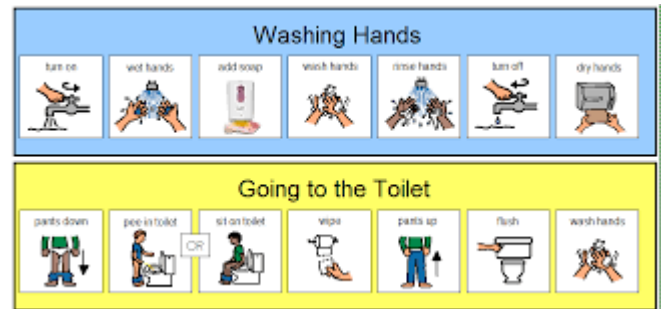 Washing Hands
turn on wet hands add soap wash hands rinse hands turn off dry hands
Going to the Toilet
pants down pee in toilet OR sit on toilet wipe pants up flush wash hands